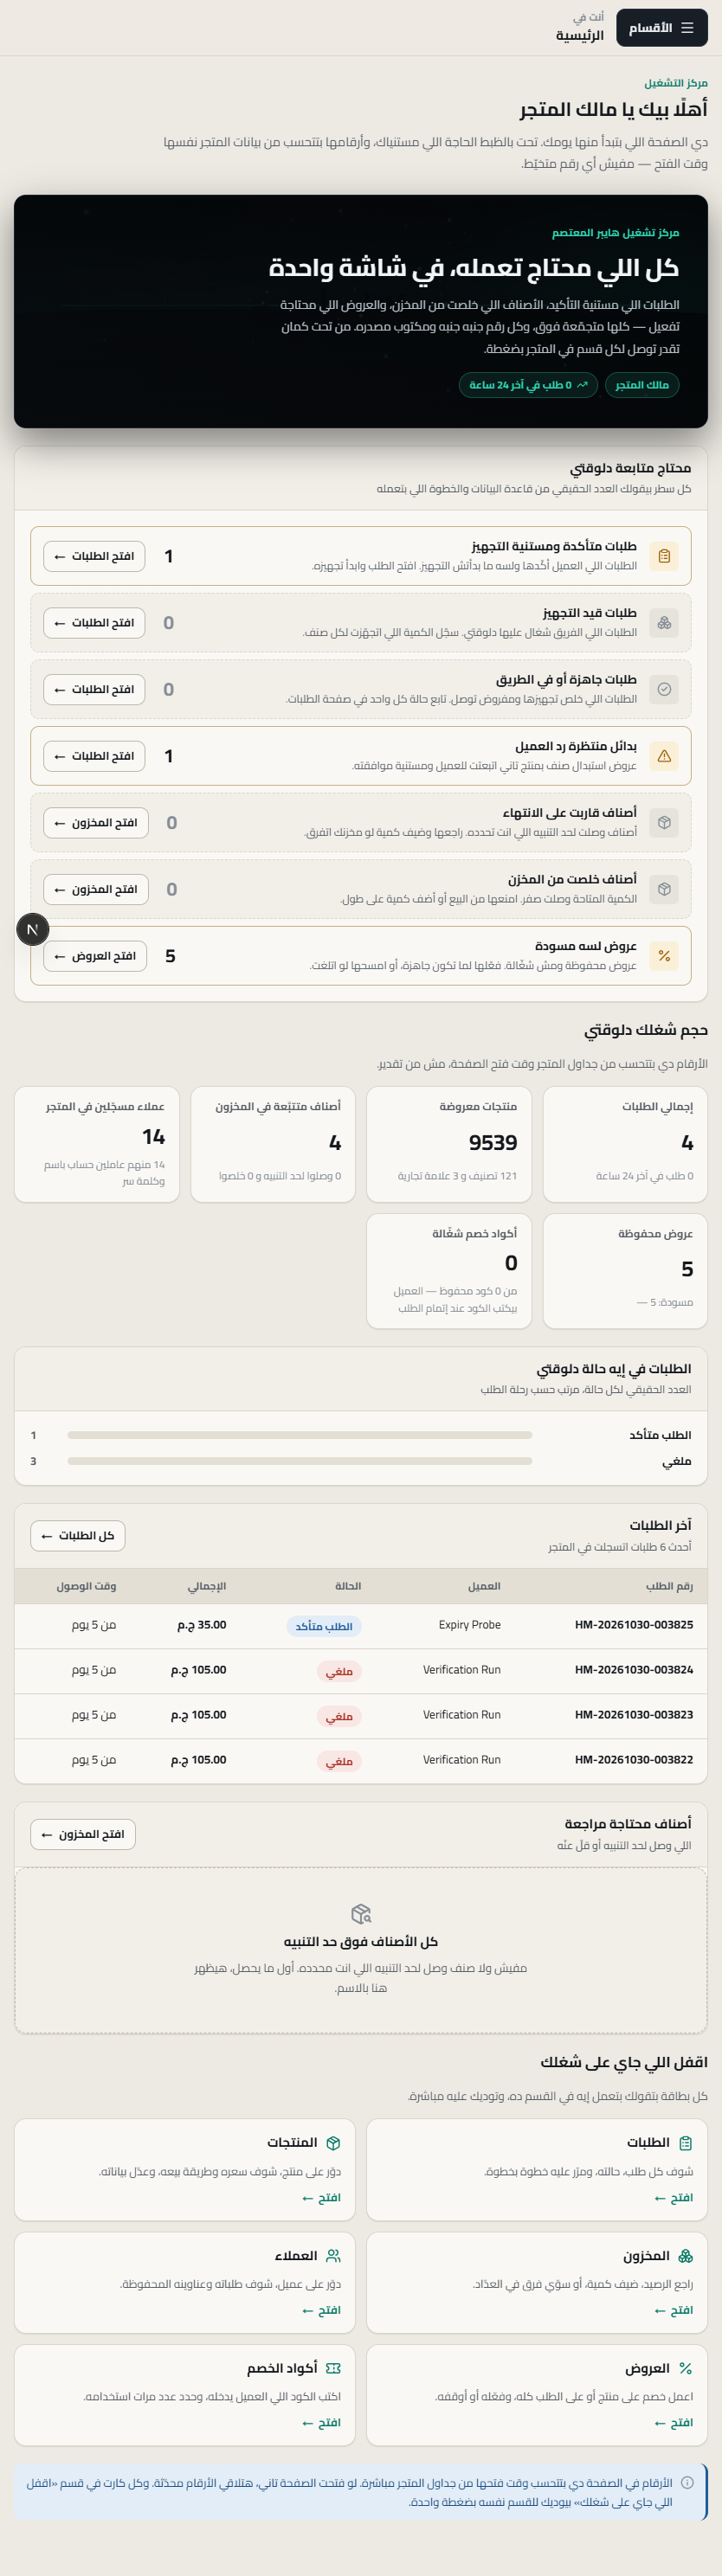 الأقسام
أنت في
الرئيسية
مركز التشغيل
أهلًا بيك يا مالك المتجر
دي الصفحة اللي بتبدأ منها يومك. تحت بالظبط الحاجة اللي مستنياك، وأرقامها بتتحسب من بيانات المتجر نفسها
وقت الفتح — مفيش أي رقم متخيّط.
مركز تشغيل هايبر المعتصم
كل اللي محتاج تعمله، في شاشة واحدة
الطلبات اللي مستنية التأكيد، الأصناف اللي خلصت من المخزن، والعروض اللي محتاجة
تفعيل — كلها متجمّعة فوق، وكل رقم جنبه جنبه ومكتوب مصدره. من تحت كمان
تقدر توصل لكل قسم في المتجر بضغطة.
مالك المتجر
0 طلب في آخر 24 ساعة
محتاج متابعة دلوقتي
كل سطر بيقولك العدد الحقيقي من قاعدة البيانات والخطوة اللي بتعمله
طلبات متأكدة ومستنية التجهيز
الطلبات اللي العميل أكّدها ولسه ما بدأتش التجهيز. افتح الطلب وابدأ تجهيزه.
1
افتح الطلبات ←
طلبات قيد التجهيز
الطلبات اللي الفريق شغال عليها دلوقتي. سجّل الكمية اللي اتجهّزت لكل صنف.
0
افتح الطلبات ←
طلبات جاهزة أو في الطريق
الطلبات اللي خلص تجهيزها ومفروض توصل. تابع حالة كل واحد في صفحة الطلبات.
0
افتح الطلبات ←
بدائل منتظرة رد العميل
عروض استبدال صنف بمنتج تاني اتبعتت للعميل ومستنية موافقته.
1
افتح الطلبات ←
أصناف قاربت على الانتهاء
أصناف وصلت لحد التنبيه اللي انت تحدده. راجعها وضيف كمية لو مخزنك اتفرق.
0
افتح المخزون ←
أصناف خلصت من المخزن
الكمية المتاحة وصلت صفر. امنعها من البيع أو أضف كمية على طول.
0
افتح المخزون ←
عروض لسه مسودة
عروض محفوظة ومش شغّالة. فعّلها لما تكون جاهزة، أو امسحها لو اتلغت.
5
افتح العروض ←
N
حجم شغلك دلوقتي
الأرقام دي بتتحسب من جداول المتجر وقت فتح الصفحة، مش من تقدير.
إجمالي الطلبات
4
0 طلب في آخر 24 ساعة
منتجات معروضة
9539
121 تصنيف و 3 علامة تجارية
أصناف متتبّعة في المخزون
4
0 وصلوا لحد التنبيه و 0 خلصوا
عملاء مسجّلين في المتجر
14
14 منهم عاملين حساب باسم
وكلمة سر
عروض محفوظة
5
مسودة: 5 —
أكواد خصم شغّالة
0
من 0 كود محفوظ — العميل
بيكتب الكود عند إتمام الطلب
الطلبات في إيه حالة دلوقتي
العدد الحقيقي لكل حالة، مرتب حسب رحلة الطلب
الطلب متأكد 1
ملغي 3
آخر الطلبات
أحدث 6 طلبات اتسجلت في المتجر
كل الطلبات ←
رقم الطلب العميل الحالة الإجمالي وقت الوصول
HM-20261030-003825 Expiry Probe الطلب متأكد 35.00 ج.م من 5 يوم
HM-20261030-003824 Verification Run ملغي 105.00 ج.م من 5 يوم
HM-20261030-003823 Verification Run ملغي 105.00 ج.م من 5 يوم
HM-20261030-003822 Verification Run ملغي 105.00 ج.م من 5 يوم
أصناف محتاجة مراجعة
اللي وصل لحد التنبيه أو قلّ عنّه
افتح المخزون ←
كل الأصناف فوق حد التنبيه
مفيش ولا صنف وصل لحد التنبيه اللي انت محدده. أول ما يحصل، هيظهر
هنا بالاسم.
اقفل اللي جاي على شغلك
كل بطاقة بتقولك بتعمل إيه في القسم ده، وتوديك عليه مباشرة.
الطلبات
شوف كل طلب، حالته، ومرّر عليه خطوة بخطوة.
افتح ←
المنتجات
دوّر على منتج، شوف سعره وطريقة بيعه، وعدّل بياناته.
افتح ←
المخزون
راجع الرصيد، ضيف كمية، أو سوّي فرق في العدّاد.
افتح ←
العملاء
دوّر على عميل، شوف طلباته وعناوينه المحفوظة.
افتح ←
العروض
اعمل خصم على منتج أو على الطلب كله، وفعّله أو أوقفه.
افتح ←
أكواد الخصم
اكتب الكود اللي العميل يدخله، وحدد عدد مرات استخدامه.
افتح ←
الأرقام في الصفحة دي بتتحسب وقت فتحها من جداول المتجر مباشرة. لو فتحت الصفحة تاني، هتلاقي الأرقام محدّثة. وكل كارت في قسم «اقفل
اللي جاي على شغلك» بيوديك للقسم نفسه بضغطة واحدة.